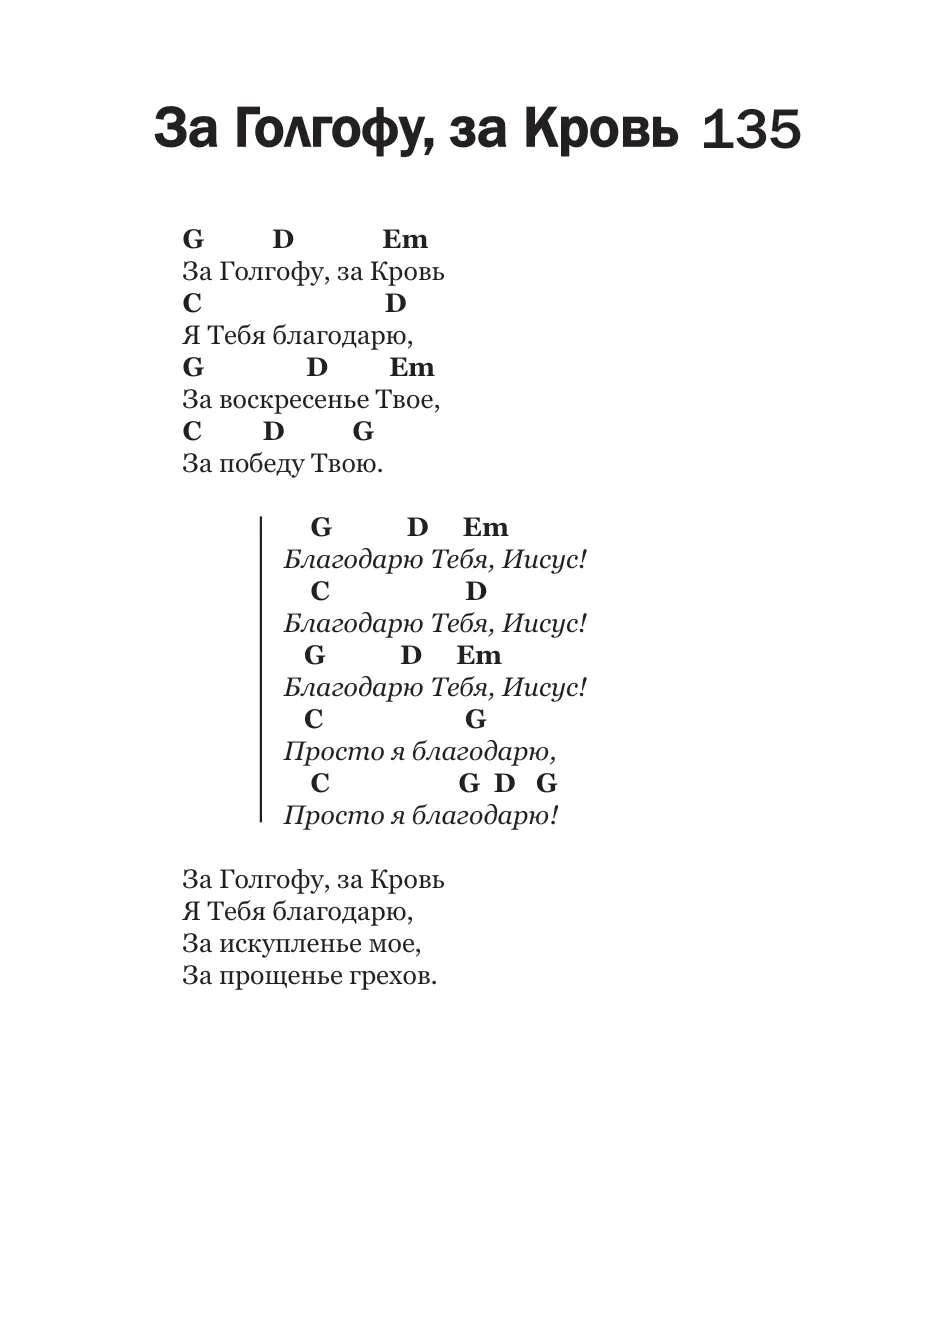 За Голгофу, за Кровь 135
G D Em
За Голгофу, за Кровь
C D
Я Тебя благодарю,
G D Em
За воскресенье Твое,
C D G
За победу Твою.
G D Em
Благодарю Тебя, Иисус!
C D
Благодарю Тебя, Иисус!
G D Em
Благодарю Тебя, Иисус!
C G
Просто я благодарю,
C G D G
Просто я благодарю!
За Голгофу, за Кровь
Я Тебя благодарю,
За искупленье мое,
За прощенье грехов.